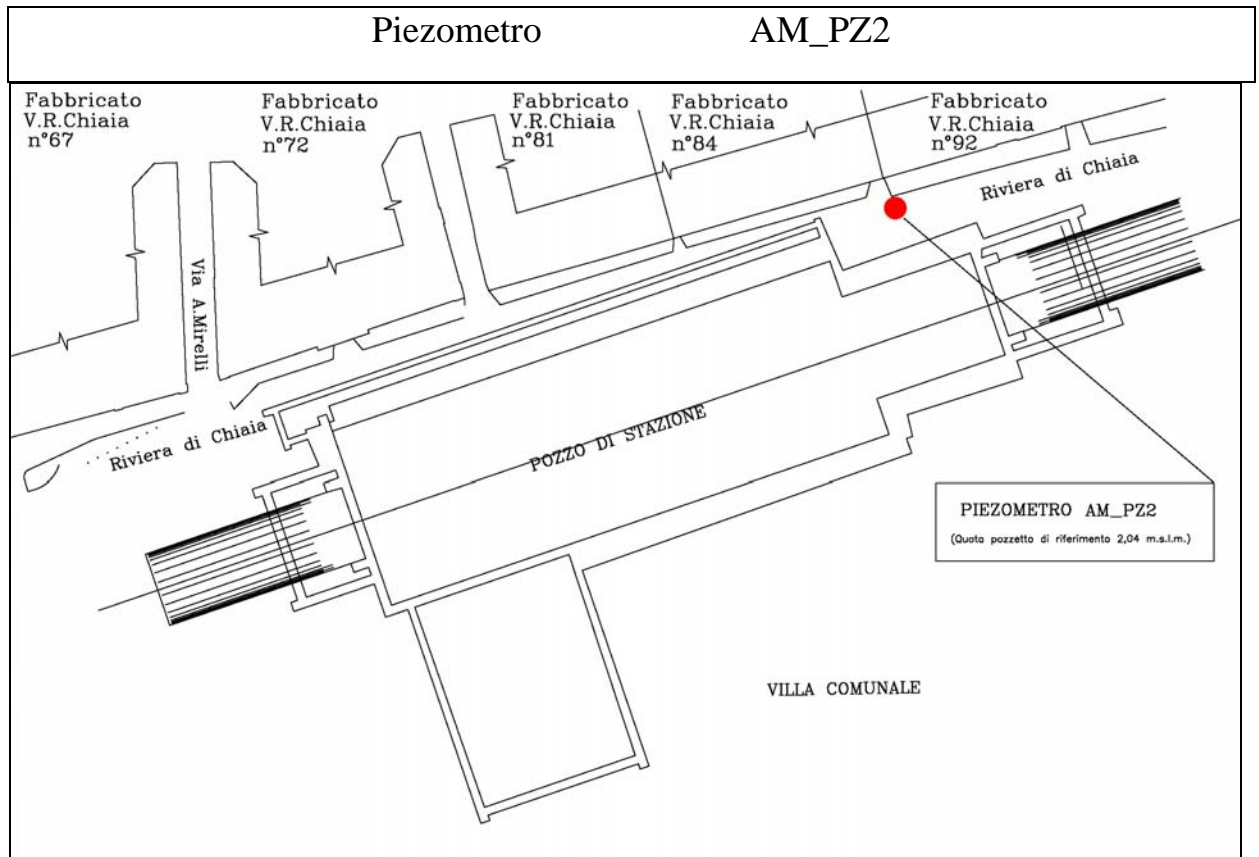 Piezometro AM_PZ2
Fabbricato
V.R.Chiaia
n°67
Fabbricato
V.R.Chiaia
n°72
Fabbricato
V.R.Chiaia
n°81
Fabbricato
V.R.Chiaia
n°84
Fabbricato
V.R.Chiaia
n°92
Riviera di Chiaia
Via A.Mirelli
Riviera di Chiaia
POZZO DI STAZIONE
PIEZOMETRO AM_PZ2
(Quota pozzetto di riferimento 2,04 m.s.l.m.)
VILLA COMUNALE